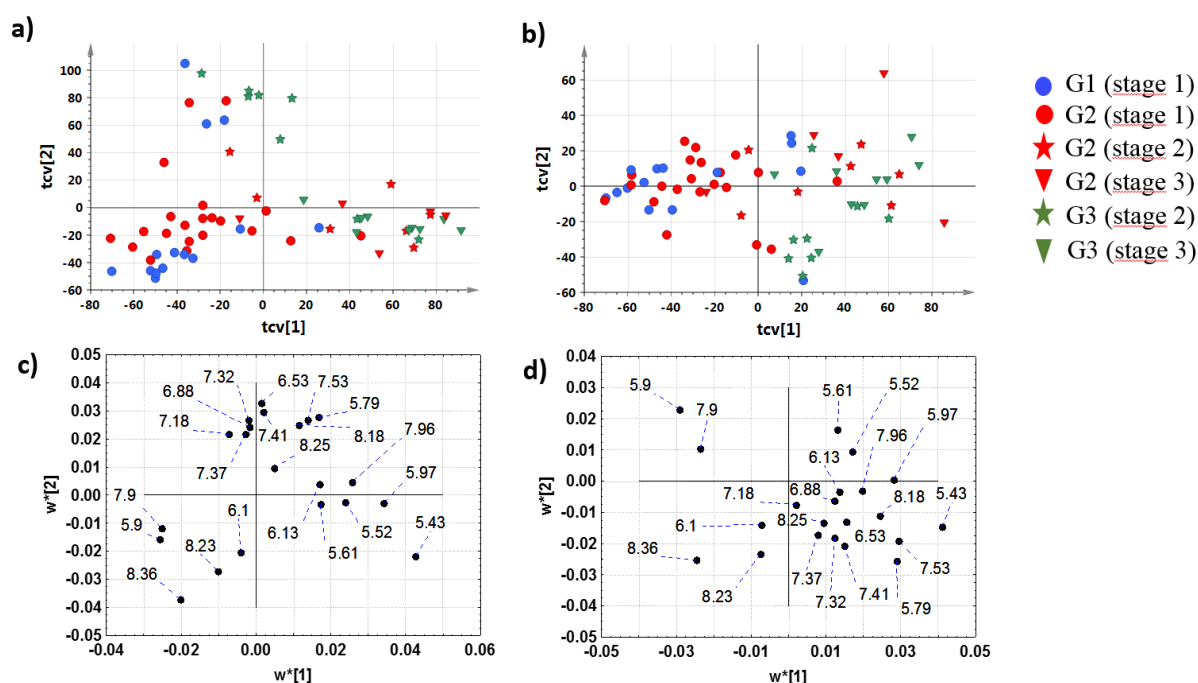 a)
tcv[2]
100
80
60
40
20
0
-20
-40
-60
-80 -60 -40 -20 0 20 40 60 80
tcv[1]
b)
tcv[2]
60
40
20
0
-20
-40
-60
-80 -60 -40 -20 0 20 40 60 80
tcv[1]
G1 (stage 1)
G2 (stage 1)
G2 (stage 2)
G2 (stage 3)
G3 (stage 2)
G3 (stage 3)
c)
w*[2]
0.05
0.04
0.03
0.02
0.01
0.00
-0.01
-0.02
-0.03
-0.04
-0.05
7.32 6.53 7.53
6.88 5.79
7.18 7.41 8.18 7.96
7.37 8.25 5.97
7.9 6.1 6.13 5.52
5.9 5.61 5.43
8.23
8.36
-0.04 -0.02 0.00 0.02 0.04 0.06
w*[1]
d)
w*[2]
0.04
0.03
0.02
0.01
0.00
-0.01
-0.02
-0.03
-0.04
-0.05
5.9 5.61 5.52
7.9 7.96 5.97
6.13
7.18 6.88 8.18 5.43
6.1 8.25 6.53
8.36 7.37 7.53
8.23 7.32 7.41 5.79
-0.05 -0.03 -0.01 0.01 0.03 0.05
w*[1]